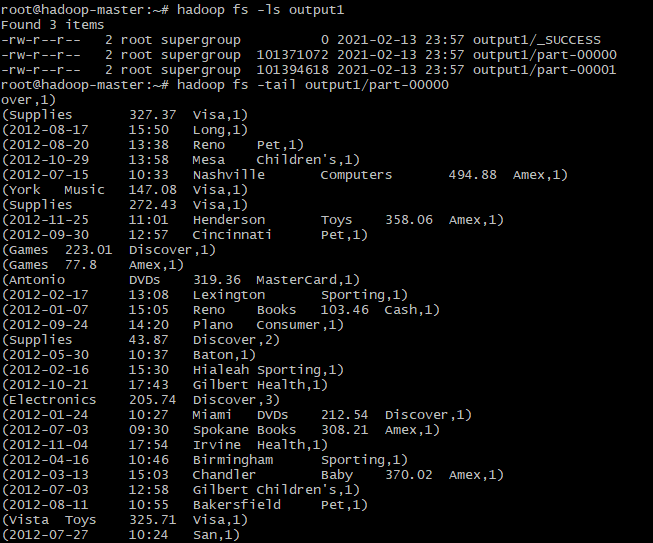 root@hadoop-master:~# hadoop fs -ls output1
Found 3 items
-rw-r--r--   2 root supergroup          0 2021-02-13 23:57 output1/_SUCCESS
-rw-r--r--   2 root supergroup  101371072 2021-02-13 23:57 output1/part-00000
-rw-r--r--   2 root supergroup  101394618 2021-02-13 23:57 output1/part-00001
root@hadoop-master:~# hadoop fs -tail output1/part-00000
over,1)
(Supplies       327.37  Visa,1)
(2012-08-17     15:50   Long,1)
(2012-08-20     13:38   Reno    Pet,1)
(2012-10-29     13:58   Mesa    Children's,1)
(2012-07-15     10:33   Nashville       Computers       494.88  Amex,1)
(York   Music   147.08  Visa,1)
(Supplies       272.43  Visa,1)
(2012-11-25     11:01   Henderson       Toys    358.06  Amex,1)
(2012-09-30     12:57   Cincinnati      Pet,1)
(Games  223.01  Discover,1)
(Games  77.8    Amex,1)
(Antonio        DVDs    319.36  MasterCard,1)
(2012-02-17     13:08   Lexington       Sporting,1)
(2012-01-07     15:05   Reno    Books   103.46  Cash,1)
(2012-09-24     14:20   Plano   Consumer,1)
(Supplies       43.87   Discover,2)
(2012-05-30     10:37   Baton,1)
(2012-02-16     15:30   Hialeah Sporting,1)
(2012-10-21     17:43   Gilbert Health,1)
(Electronics    205.74  Discover,3)
(2012-01-24     10:27   Miami   DVDs    212.54  Discover,1)
(2012-07-03     09:30   Spokane Books   308.21  Amex,1)
(2012-11-04     17:54   Irvine  Health,1)
(2012-04-16     10:46   Birmingham      Sporting,1)
(2012-03-13     15:03   Chandler        Baby    370.02  Amex,1)
(2012-07-03     12:58   Gilbert Children's,1)
(2012-08-11     10:55   Bakersfield     Pet,1)
(Vista  Toys    325.71  Visa,1)
(2012-07-27     10:24   San,1)